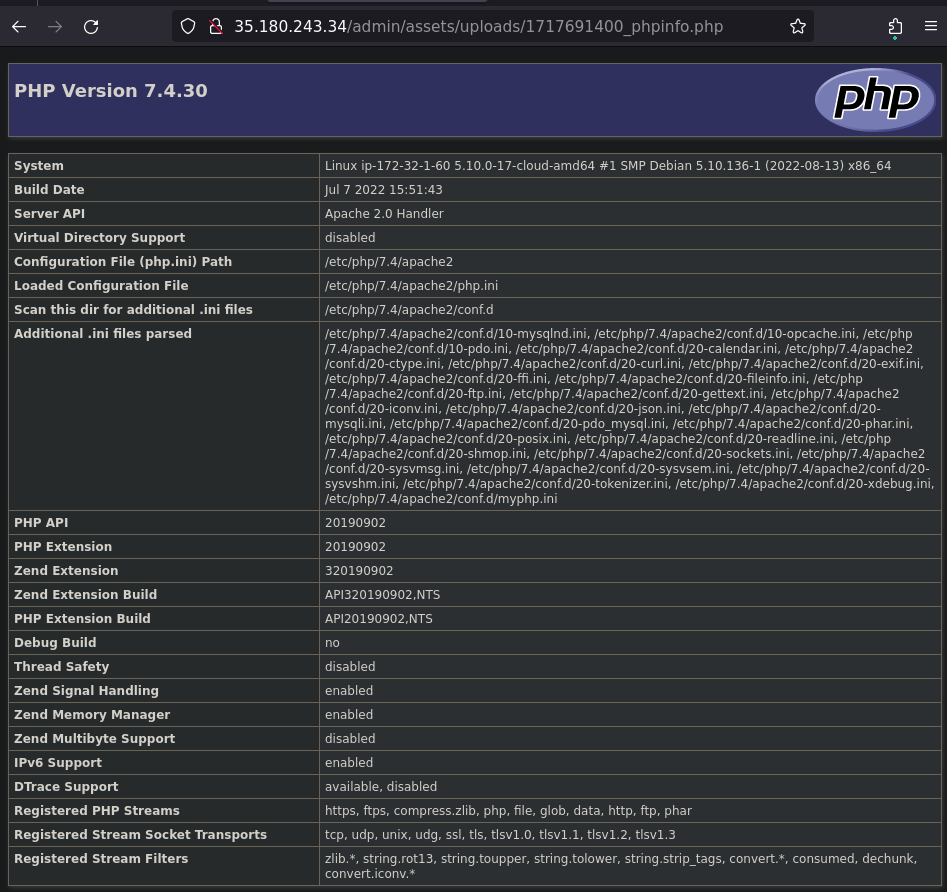 35.180.243.34/admin/assets/uploads/1717691400_phpinfo.php
PHP Version 7.4.30
php
System Linux ip-172-32-1-60 5.10.0-17-cloud-amd64 #1 SMP Debian 5.10.136-1 (2022-08-13) x86_64
Build Date Jul 7 2022 15:51:43
Server API Apache 2.0 Handler
Virtual Directory Support disabled
Configuration File (php.ini) Path /etc/php/7.4/apache2
Loaded Configuration File /etc/php/7.4/apache2/php.ini
Scan this dir for additional .ini files /etc/php/7.4/apache2/conf.d
Additional .ini files parsed /etc/php/7.4/apache2/conf.d/10-mysqlnd.ini, /etc/php/7.4/apache2/conf.d/10-opcache.ini, /etc/php
/7.4/apache2/conf.d/10-pdo.ini, /etc/php/7.4/apache2/conf.d/20-calendar.ini, /etc/php/7.4/apache2
/conf.d/20-ctype.ini, /etc/php/7.4/apache2/conf.d/20-curl.ini, /etc/php/7.4/apache2/conf.d/20-exif.ini,
/etc/php/7.4/apache2/conf.d/20-ffi.ini, /etc/php/7.4/apache2/conf.d/20-fileinfo.ini, /etc/php
/7.4/apache2/conf.d/20-ftp.ini, /etc/php/7.4/apache2/conf.d/20-gettext.ini, /etc/php/7.4/apache2
/conf.d/20-iconv.ini, /etc/php/7.4/apache2/conf.d/20-json.ini, /etc/php/7.4/apache2/conf.d/20-
mysqli.ini, /etc/php/7.4/apache2/conf.d/20-pdo_mysql.ini, /etc/php/7.4/apache2/conf.d/20-phar.ini,
/etc/php/7.4/apache2/conf.d/20-posix.ini, /etc/php/7.4/apache2/conf.d/20-readline.ini, /etc/php
/7.4/apache2/conf.d/20-shmop.ini, /etc/php/7.4/apache2/conf.d/20-sockets.ini, /etc/php/7.4/apache2
/conf.d/20-sysvmsg.ini, /etc/php/7.4/apache2/conf.d/20-sysvsem.ini, /etc/php/7.4/apache2/conf.d/20-
sysvshm.ini, /etc/php/7.4/apache2/conf.d/20-tokenizer.ini, /etc/php/7.4/apache2/conf.d/20-xdebug.ini,
/etc/php/7.4/apache2/conf.d/myphp.ini
PHP API 20190902
PHP Extension 20190902
Zend Extension 320190902
Zend Extension Build API320190902,NTS
PHP Extension Build API20190902,NTS
Debug Build no
Thread Safety disabled
Zend Signal Handling enabled
Zend Memory Manager enabled
Zend Multibyte Support disabled
IPv6 Support enabled
DTrace Support available, disabled
Registered PHP Streams https, ftps, compress.zlib, php, file, glob, data, http, ftp, phar
Registered Stream Socket Transports tcp, udp, unix, udg, ssl, tls, tlsv1.0, tlsv1.1, tlsv1.2, tlsv1.3
Registered Stream Filters zlib.*, string.rot13, string.toupper, string.tolower, string.strip_tags, convert.*, consumed, dechunk,
convert.iconv.*